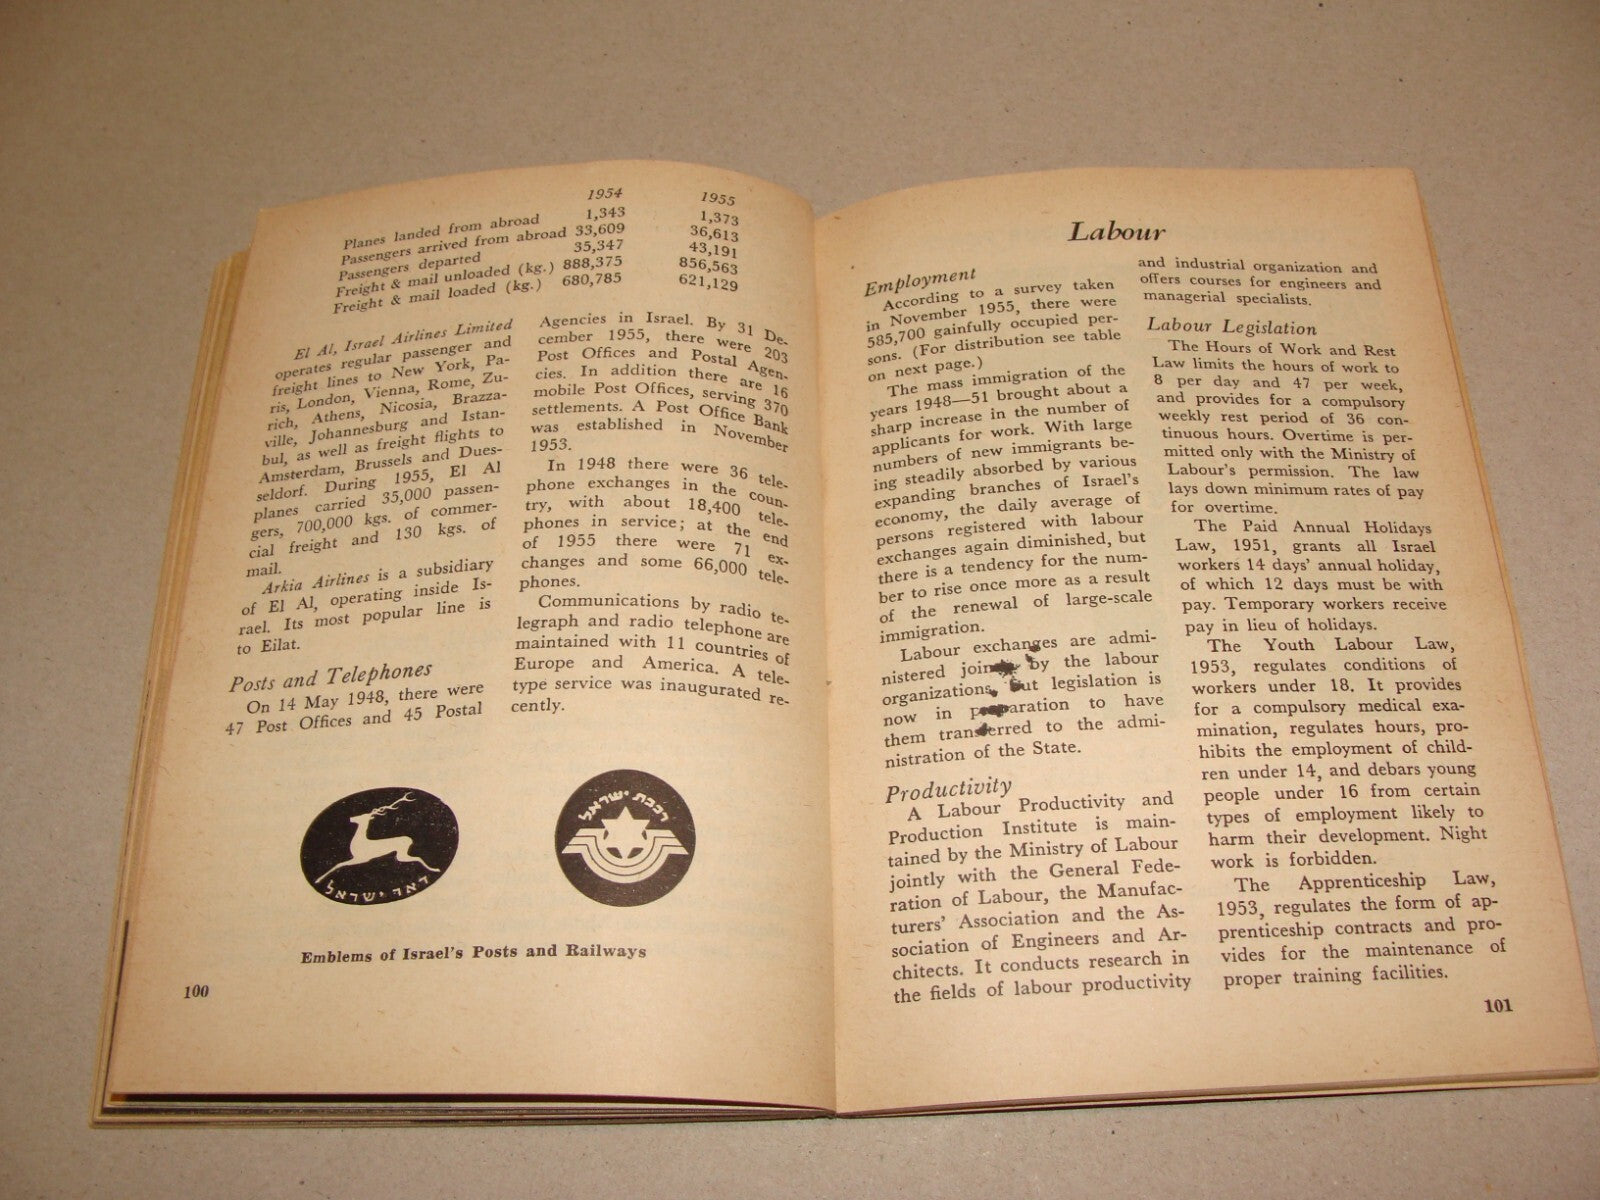 1954 1955
Planes landed from abroad 1,343 1,373
Passengers arrived from abroad 33,609 36,613
Passengers departed 35,347 43,191
Freight & mail unloaded (kg.) 888,375 856,563
Freight & mail loaded (kg.) 680,785 621,129
El Al, Israel Airlines Limited
operates regular passenger and
freight lines to New York, Pa-
ris, London, Vienna, Rome, Zu-
rich, Athens, Nicosia, Brazza-
ville, Johannesburg and Istan-
bul, as well as freight flights to
Amsterdam, Brussels and Dues-
seldorf. During 1955, El Al
planes carried 35,000 passen-
gers, 700,000 kgs. of commer-
cial freight and 130 kgs. of
mail.
Arkia Airlines is a subsidiary
of El Al, operating inside Is-
rael. Its most popular line is
to Eilat.
Posts and Telephones
On 14 May 1948, there were
47 Post Offices and 45 Postal
Agencies in Israel. By 31 De-
cember 1955, there were 203
Post Offices and Postal Agen-
cies. In addition there are 16
mobile Post Offices, serving 370
settlements. A Post Office Bank
was established in November
1953.
In 1948 there were 36 tele-
phone exchanges in the coun-
try, with about 18,400 tele-
phones in service; at the end
of 1955 there were 71 ex-
changes and some 66,000 tele-
phones.
Communications by radio te-
legraph and radio telephone are
maintained with 11 countries of
Europe and America. A tele-
type service was inaugurated re-
cently.
דאר ישראל
רכבת ישראל
Emblems of Israel's Posts and Railways
100
Labour
Employment
According to a survey taken
in November 1955, there were
585,700 gainfully occupied per-
sons. (For distribution see table
on next page.)
The mass immigration of the
years 1948—51 brought about a
sharp increase in the number of
applicants for work. With large
numbers of new immigrants be-
ing steadily absorbed by various
expanding branches of Israel's
economy, the daily average of
persons registered with labour
exchanges again diminished, but
there is a tendency for the num-
ber to rise once more as a result
of the renewal of large-scale
immigration.
Labour exchanges are admi-
nistered by the labour
organizations, but legislation is
now in preparation to have
them transferred to the admi-
nistration of the State.
Productivity
A Labour Productivity and
Production Institute is main-
tained by the Ministry of Labour
jointly with the General Fede-
ration of Labour, the Manufac-
turers' Association and the As-
sociation of Engineers and Ar-
chitects. It conducts research in
the fields of labour productivity
and industrial organization and
offers courses for engineers and
managerial specialists.
Labour Legislation
The Hours of Work and Rest
Law limits the hours of work to
8 per day and 47 per week,
and provides for a compulsory
weekly rest period of 36 con-
tinuous hours. Overtime is per-
mitted only with the Ministry of
Labour's permission. The law
lays down minimum rates of pay
for overtime.
The Paid Annual Holidays
Law, 1951, grants all Israel
workers 14 days' annual holiday,
of which 12 days must be with
pay. Temporary workers receive
pay in lieu of holidays.
The Youth Labour Law,
1953, regulates conditions of
workers under 18. It provides
for a compulsory medical exa-
mination, regulates hours, pro-
hibits the employment of child-
ren under 14, and debars young
people under 16 from certain
types of employment likely to
harm their development. Night
work is forbidden.
The Apprenticeship Law,
1953, regulates the form of ap-
prenticeship contracts and pro-
vides for the maintenance of
proper training facilities.
101